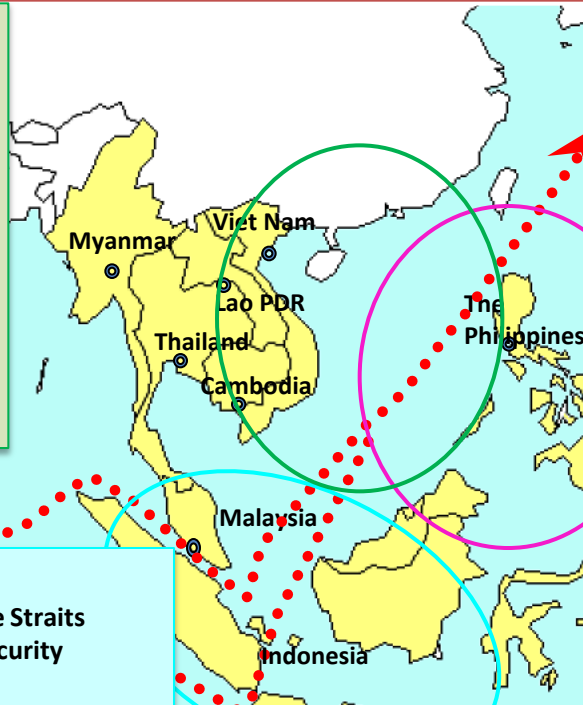 Viet Nam
Myanmar
Lao PDR
The
Philippines
Thailand
Cambodia
Malaysia
e Straits
curity
Indonesia